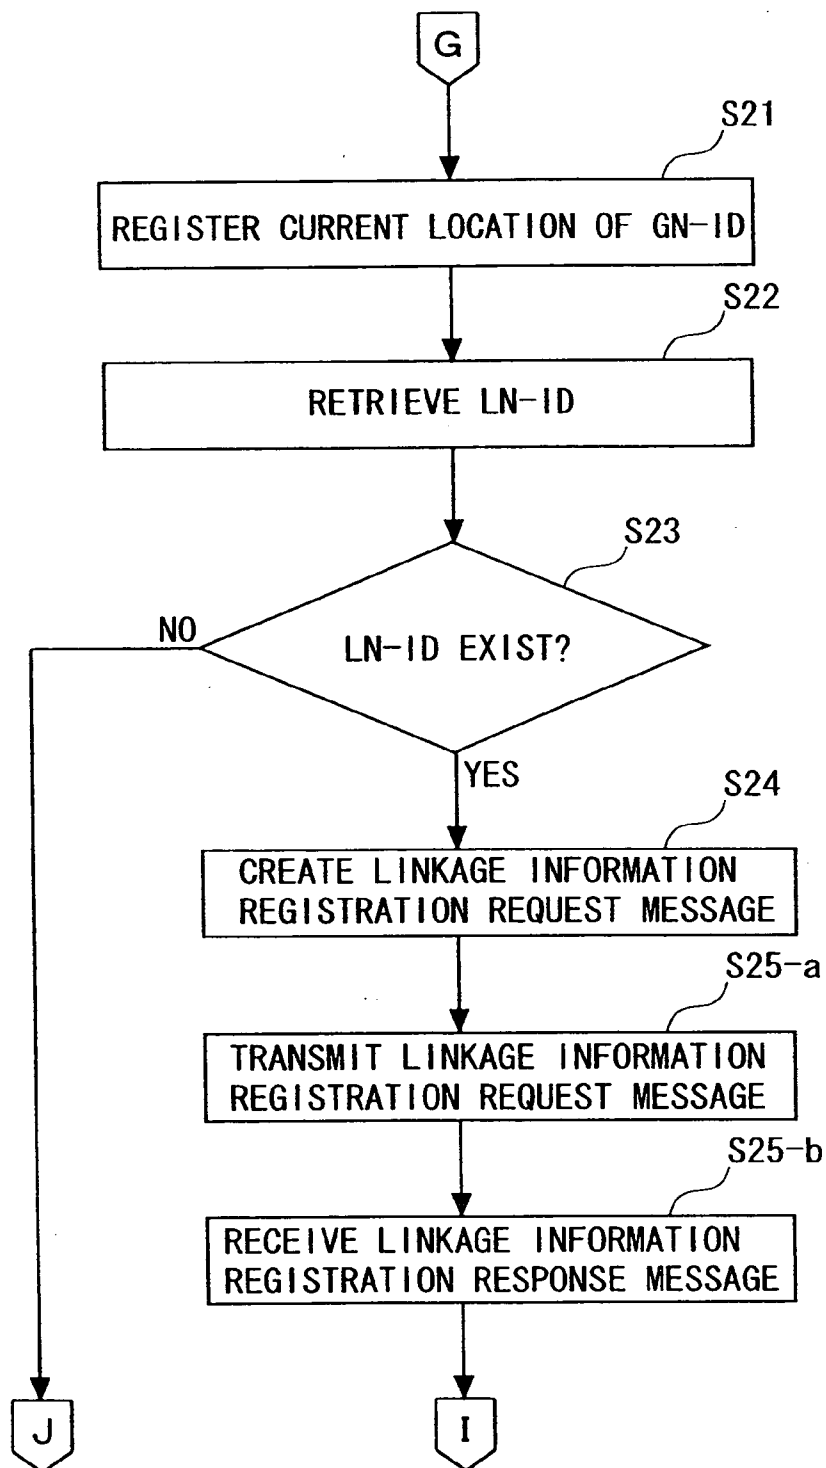 G
S21
REGISTER CURRENT LOCATION OF GN-ID
S22
RETRIEVE LN-ID
S23
NO
LN-ID EXIST?
YES
S24
CREATE LINKAGE INFORMATION
REGISTRATION REQUEST MESSAGE
S25-a
TRANSMIT LINKAGE INFORMATION
REGISTRATION REQUEST MESSAGE
S25-b
RECEIVE LINKAGE INFORMATION
REGISTRATION RESPONSE MESSAGE
J
I